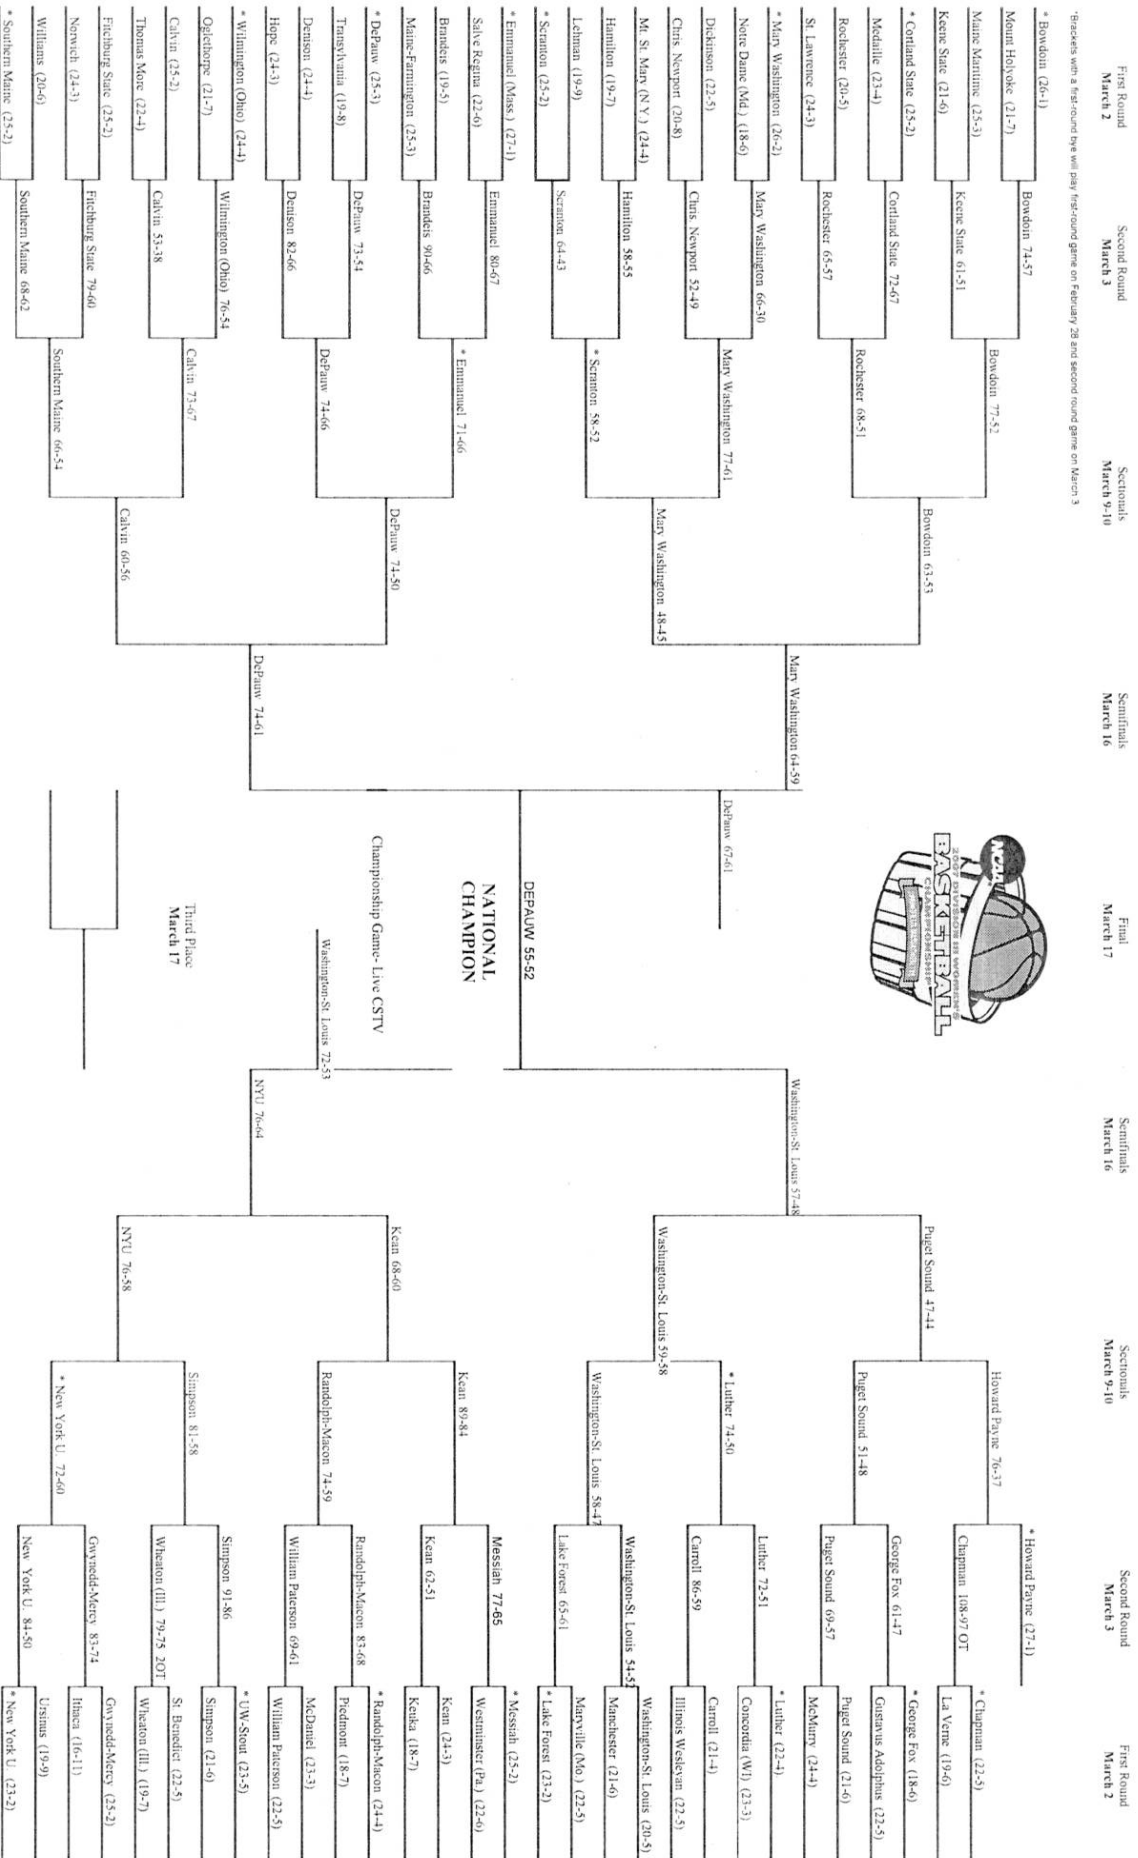 *Brackets with a first-round bye will play first-round game on February 28 and second round game on March 3
First Round
March 2
Second Round
March 3
Sectionals
March 9-10
Semifinals
March 16
Final
March 17
Semifinals
March 16
Sectionals
March 9-10
Second Round
March 3
First Round
March 2
* Bowdoin (26-1)
Mount Holyoke (21-7)
Maine Maritime (25-3)
Keene State (21-6)
* Cortland State (25-2)
Medaille (23-4)
Rochester (20-5)
St. Lawrence (24-3)
* Mary Washington (26-2)
Notre Dame (Md.) (18-6)
Dickinson (22-5)
Chris. Newport (20-8)
Mt. St. Mary (N.Y.) (24-4)
Hamilton (19-7)
Lehman (19-9)
* Scranton (25-2)
* Emmanuel (Mass.) (27-1)
Salve Regina (22-6)
Brandeis (19-5)
Maine-Farmington (25-3)
* DePauw (25-3)
Transylvania (19-8)
Denison (24-4)
Hope (24-3)
* Wilmington (Ohio) (24-4)
Oglethorpe (21-7)
Calvin (25-2)
Thomas More (22-4)
Fitchburg State (25-2)
Norwich (24-3)
Williams (20-6)
* Southern Maine (25-2)
Bowdoin 74-57
Keene State 61-51
Cortland State 72-67
Rochester 65-57
Mary Washington 66-30
Chris Newport 52-49
Hamilton 58-55
Scranton 64-43
Emmanuel 80-67
Brandeis 90-66
DePauw 73-54
Denison 82-66
Wilmington (Ohio) 76-54
Calvin 53-38
Fitchburg State 79-60
Southern Maine 68-62
Bowdoin 77-52
Rochester 68-51
Mary Washington 77-61
* Scranton 58-52
* Emmanuel 71-66
DePauw 74-66
Calvin 73-67
Southern Maine 66-54
Bowdoin 63-53
Mary Washington 48-45
DePauw 74-50
Calvin 60-56
Mary Washington 64-59
DePauw 74-61
DePauw 67-61
NCAA
2007 DIVISION III WOMEN'S
BASKETBALL
CHAMPIONSHIP
DEPAUW 55-52
NATIONAL
CHAMPION
Championship Game- Live CSTV
Washington-St. Louis 72-53
Third Place
March 17
Washington-St. Louis 57-48
NYU 76-64
Puget Sound 47-44
Washington-St. Louis 59-58
Kean 68-60
NYU 76-58
Howard Payne 76-37
Puget Sound 51-48
* Luther 74-50
Washington-St. Louis 58-47
Kean 89-84
Randolph-Macon 74-59
Simpson 81-58
* New York U. 72-60
* Howard Payne (27-1)
Chapman 108-97 OT
George Fox 61-47
Puget Sound 69-57
Luther 72-51
Carroll 86-59
Washington-St. Louis 54-52
Lake Forest 65-61
Messiah 77-65
Kean 62-51
Randolph-Macon 83-68
William Paterson 69-61
Simpson 91-86
Wheaton (Ill.) 79-75 2OT
Gwynedd-Mercy 83-74
New York U. 84-50
* Chapman (22-5)
La Verne (19-6)
* George Fox (18-6)
Gustavus Adolphus (22-5)
Puget Sound (21-6)
McMurry (24-4)
* Luther (22-4)
Concordia (WI) (23-3)
Carroll (21-4)
Illinois Wesleyan (22-5)
Washington-St. Louis (20-5)
Manchester (21-6)
Maryville (Mo.) (22-5)
* Lake Forest (23-2)
* Messiah (25-2)
Westminster (Pa.) (22-6)
Kean (24-3)
Keuka (18-7)
* Randolph-Macon (24-4)
Piedmont (18-7)
McDaniel (23-3)
William Paterson (22-5)
* UW-Stout (23-5)
Simpson (21-6)
St. Benedict (22-5)
Wheaton (Ill.) (19-7)
Gwynedd-Mercy (25-2)
Ithaca (16-11)
Ursinus (19-9)
* New York U. (23-2)